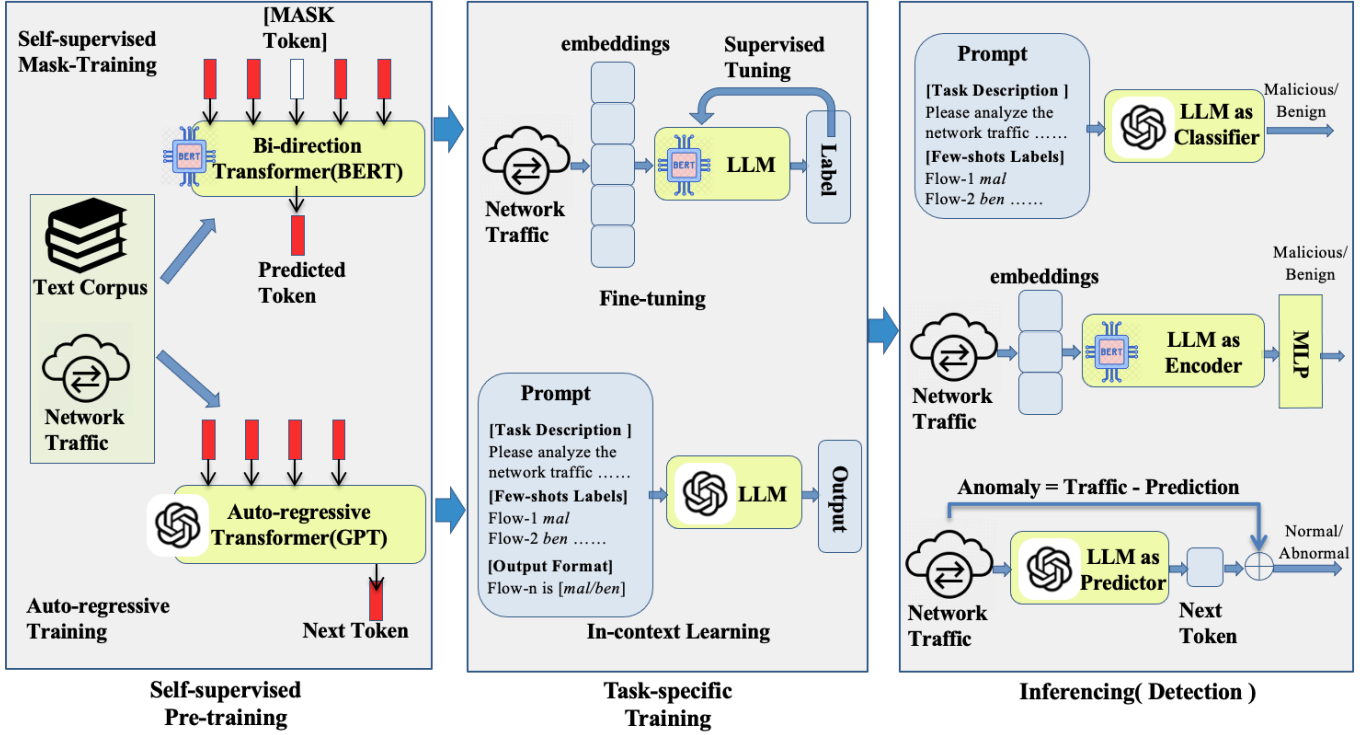 Self-supervised
Mask-Training
[MASK
Token]
BERT
Bi-direction
Transformer(BERT)
Predicted
Token
Text Corpus
Network
Traffic
Auto-regressive
Transformer(GPT)
Auto-regressive
Training
Next Token
Self-supervised
Pre-training
embeddings
Supervised
Tuning
Network
Traffic
BERT
LLM
Label
Fine-tuning
Prompt
[Task Description ]
Please analyze the
network traffic ……
[Few-shots Labels]
Flow-1 mal
Flow-2 ben ……
[Output Format]
Flow-n is [mal/ben]
LLM
Output
In-context Learning
Task-specific
Training
Prompt
[Task Description ]
Please analyze the
network traffic ……
[Few-shots Labels]
Flow-1 mal
Flow-2 ben ……
LLM as
Classifier
Malicious/
Benign
embeddings
Network
Traffic
BERT
LLM as
Encoder
MLP
Malicious/
Benign
Anomaly = Traffic - Prediction
Network
Traffic
LLM as
Predictor
Next
Token
Normal/
Abnormal
Inferencing( Detection )